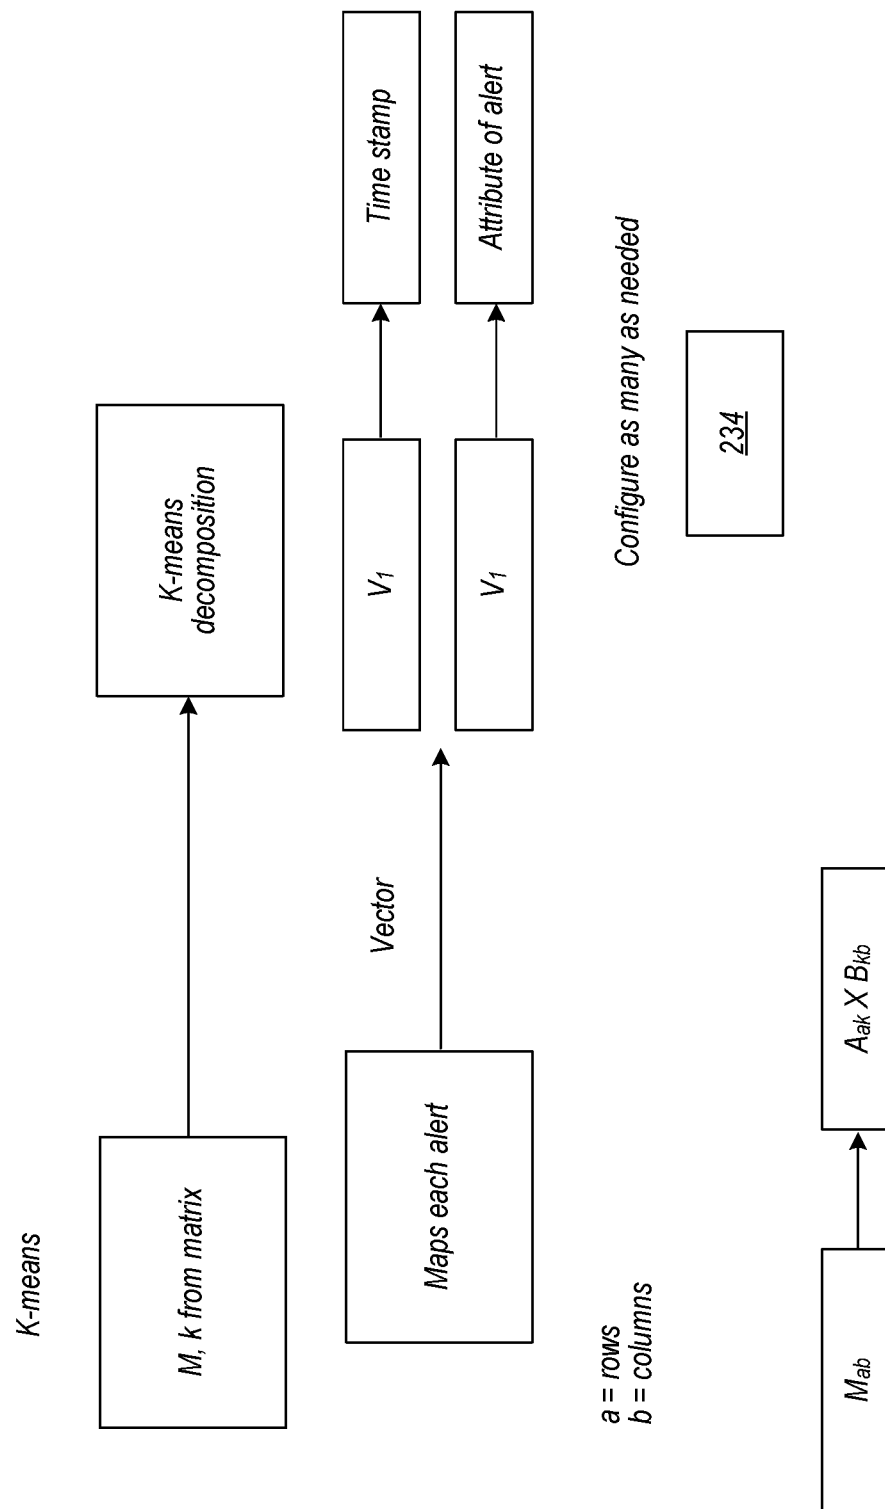 K-means
M, k from matrix
K-means
decomposition
Maps each alert
Vector
V₁
Time stamp
V₁
Attribute of alert
a = rows
b = columns
Configure as many as needed
234
Mab
Aak X Bkb